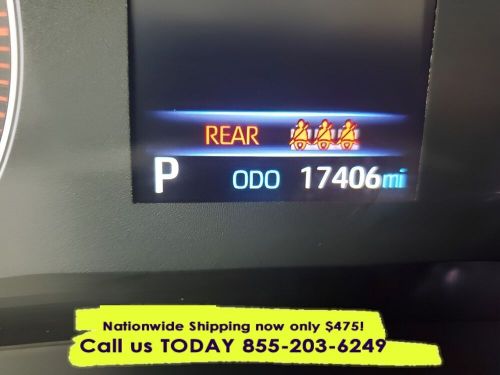 REAR
P ODO 17406mi
Nationwide Shipping now only $475!
Call us TODAY 855-203-6249